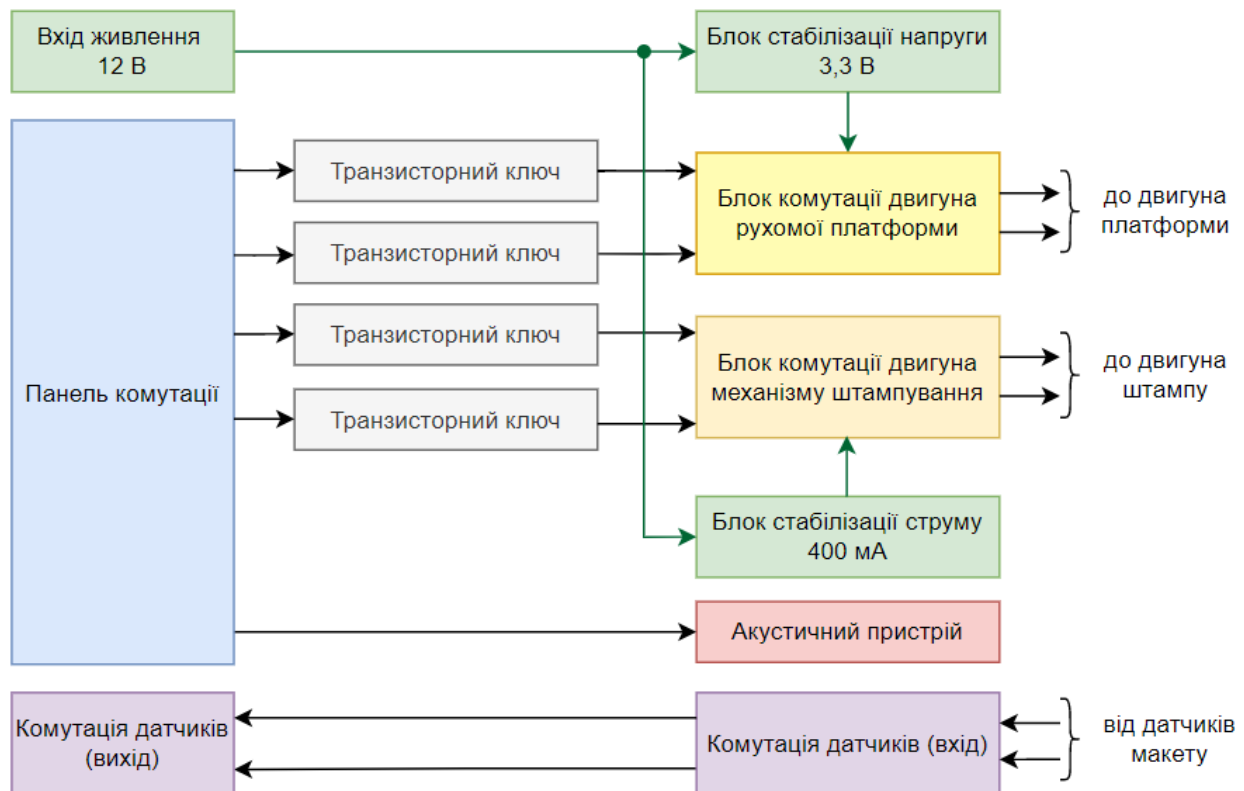 Вхід живлення
12 В
Блок стабілізації напруги
3,3 В
Панель комутації
Транзисторний ключ
Транзисторний ключ
Транзисторний ключ
Транзисторний ключ
Блок комутації двигуна
рухомої платформи
до двигуна
платформи
Блок комутації двигуна
механізму штампування
до двигуна
штампу
Блок стабілізації струму
400 мА
Акустичний пристрій
Комутація датчиків
(вихід)
Комутація датчиків (вхід)
від датчиків
макету